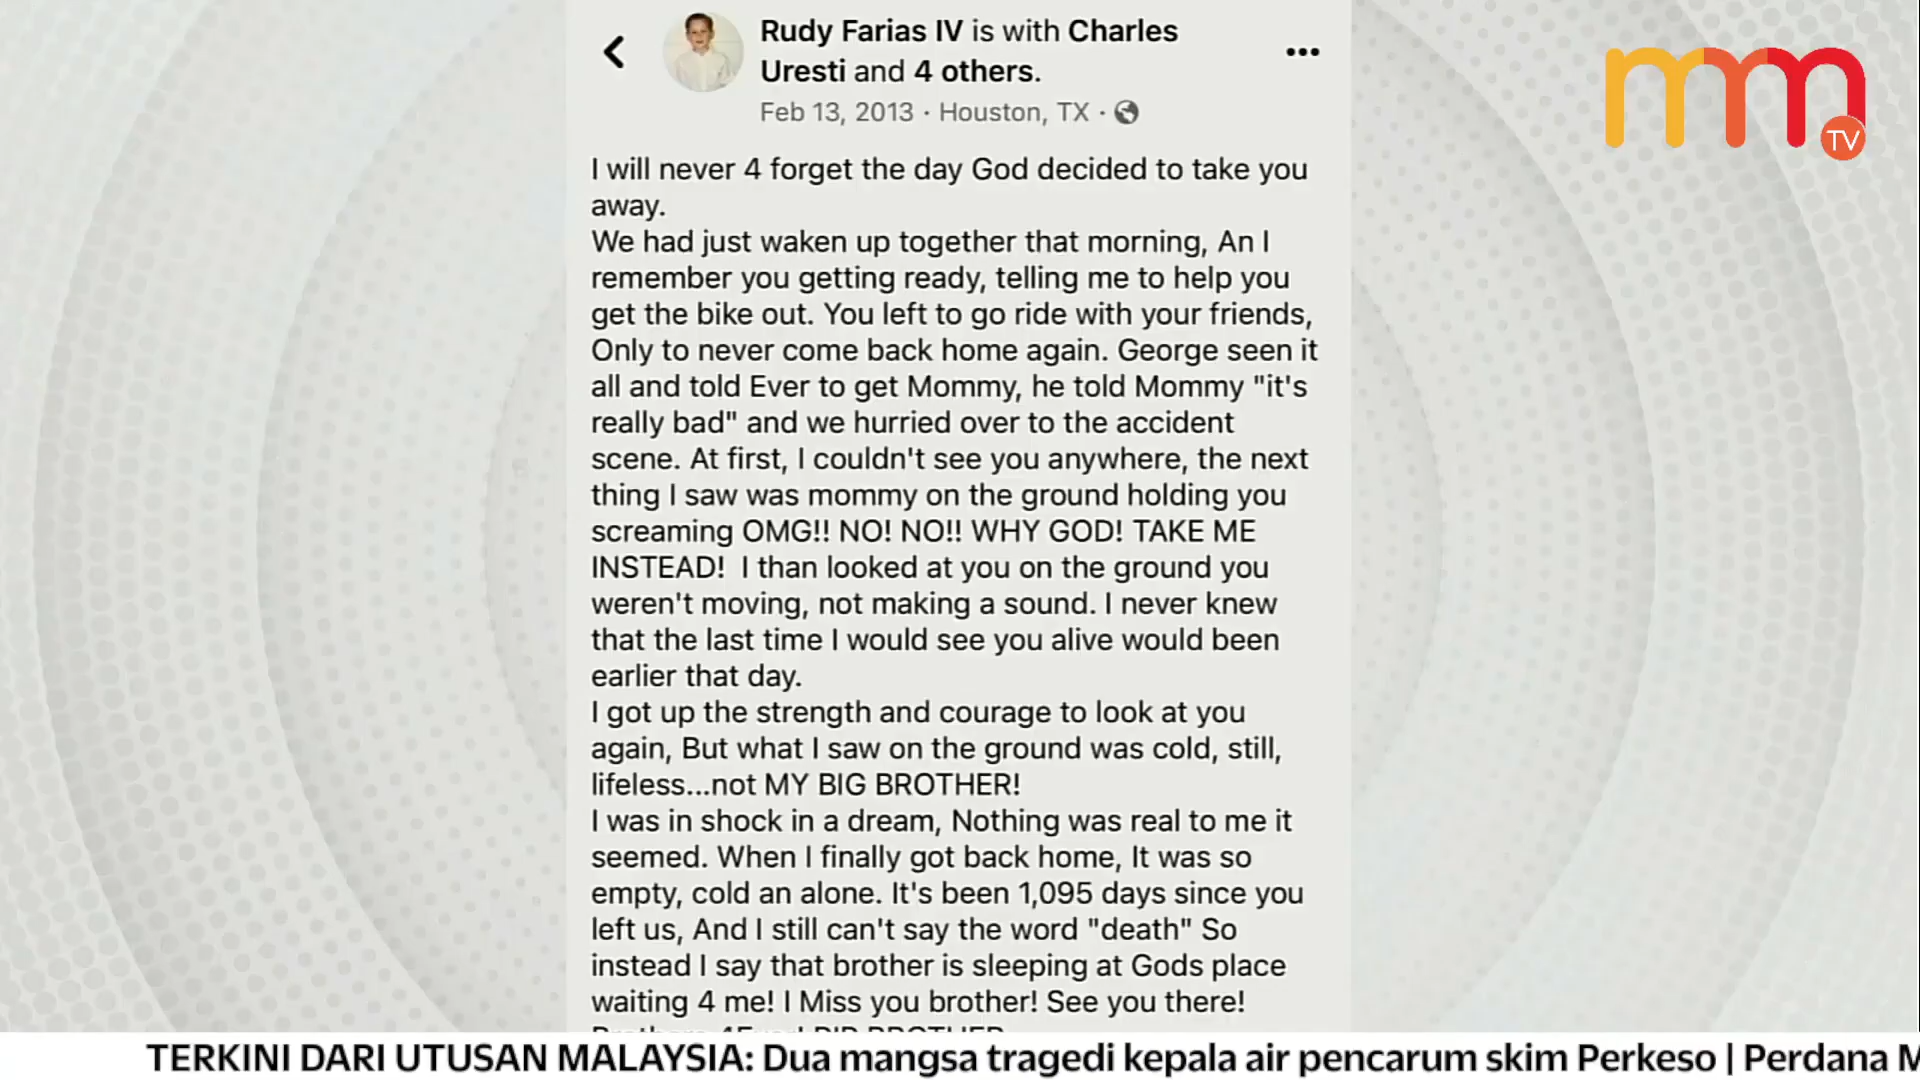 Rudy Farias IV is with Charles
Uresti and 4 others.
Feb 13, 2013 · Houston, TX ·
mm TV
I will never 4 forget the day God decided to take you
away.
We had just waken up together that morning, An I
remember you getting ready, telling me to help you
get the bike out. You left to go ride with your friends,
Only to never come back home again. George seen it
all and told Ever to get Mommy, he told Mommy "it's
really bad" and we hurried over to the accident
scene. At first, I couldn't see you anywhere, the next
thing I saw was mommy on the ground holding you
screaming OMG!! NO! NO!! WHY GOD! TAKE ME
INSTEAD!  I than looked at you on the ground you
weren't moving, not making a sound. I never knew
that the last time I would see you alive would been
earlier that day.
I got up the strength and courage to look at you
again, But what I saw on the ground was cold, still,
lifeless...not MY BIG BROTHER!
I was in shock in a dream, Nothing was real to me it
seemed. When I finally got back home, It was so
empty, cold an alone. It's been 1,095 days since you
left us, And I still can't say the word "death" So
instead I say that brother is sleeping at Gods place
waiting 4 me! I Miss you brother! See you there!
TERKINI DARI UTUSAN MALAYSIA: Dua mangsa tragedi kepala air pencarum skim Perkeso | Perdana M